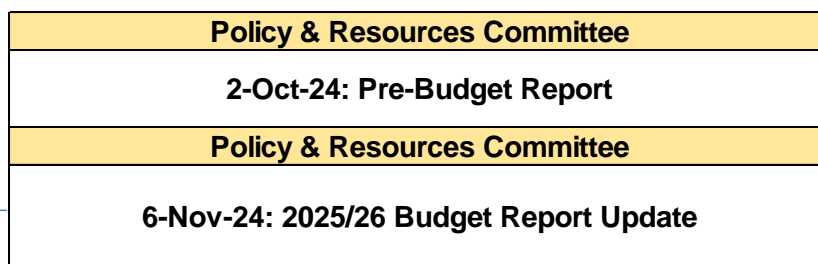 Policy & Resources Committee
2-Oct-24: Pre-Budget Report
Policy & Resources Committee
6-Nov-24: 2025/26 Budget Report Update